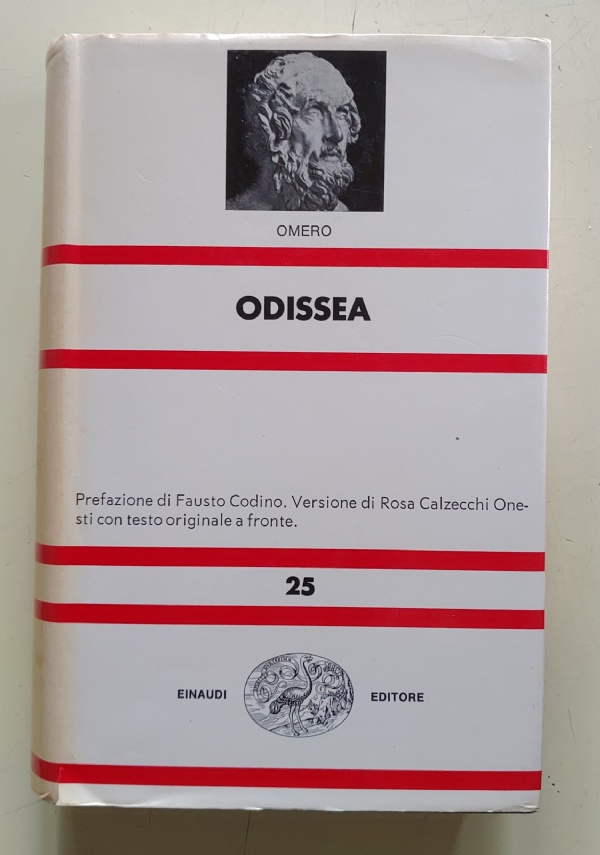 OMERO
ODISSEA
Prefazione di Fausto Codino. Versione di Rosa Calzecchi One-
sti con testo originale a fronte.
25
EINAUDI EDITORE